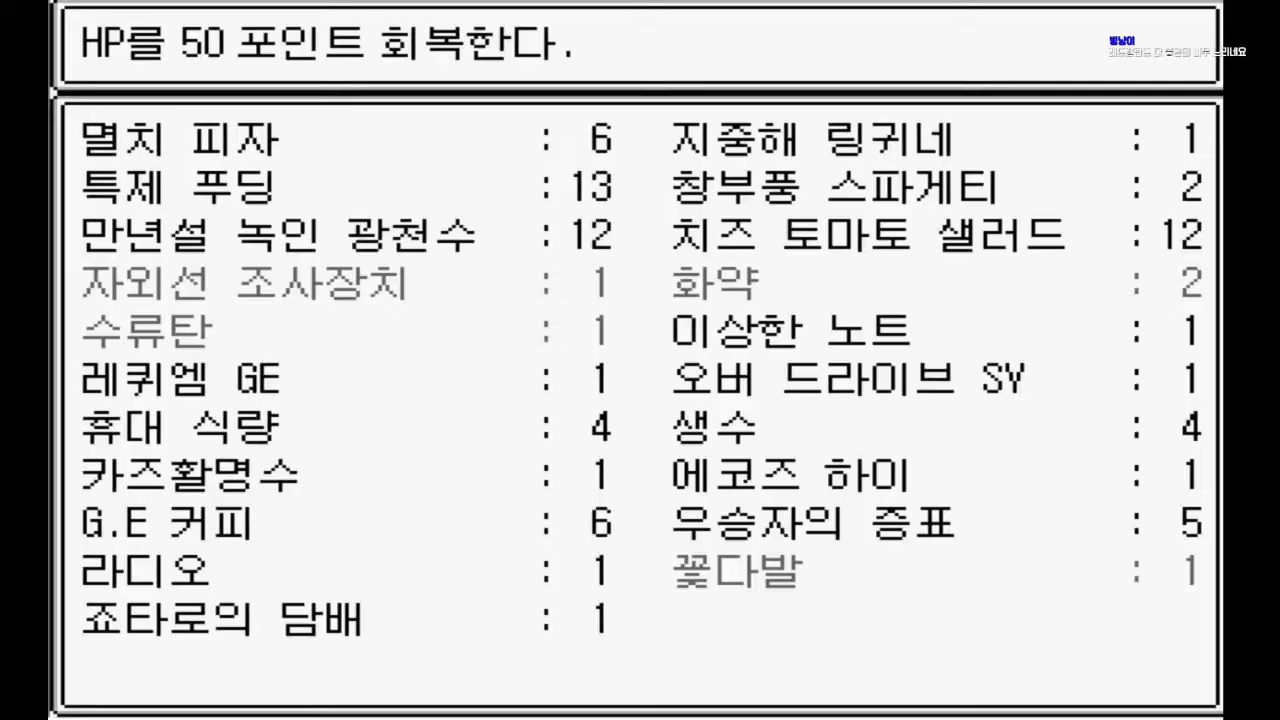 HP를 50 포인트 회복한다.
빙냥이
멸치 피자 : 6 지중해 링귀네 : 1
특제 푸딩 : 13 창부풍 스파게티 : 2
만년설 녹인 광천수 : 12 치즈 토마토 샐러드 : 12
자외선 조사장치 : 1 화약 : 2
수류탄 : 1 이상한 노트 : 1
레퀴엠 GE : 1 오버 드라이브 SY : 1
휴대 식량 : 4 생수 : 4
카즈활명수 : 1 에코즈 하이 : 1
G.E 커피 : 6 우승자의 증표 : 5
라디오 : 1 꽃다발 : 1
죠타로의 담배 : 1